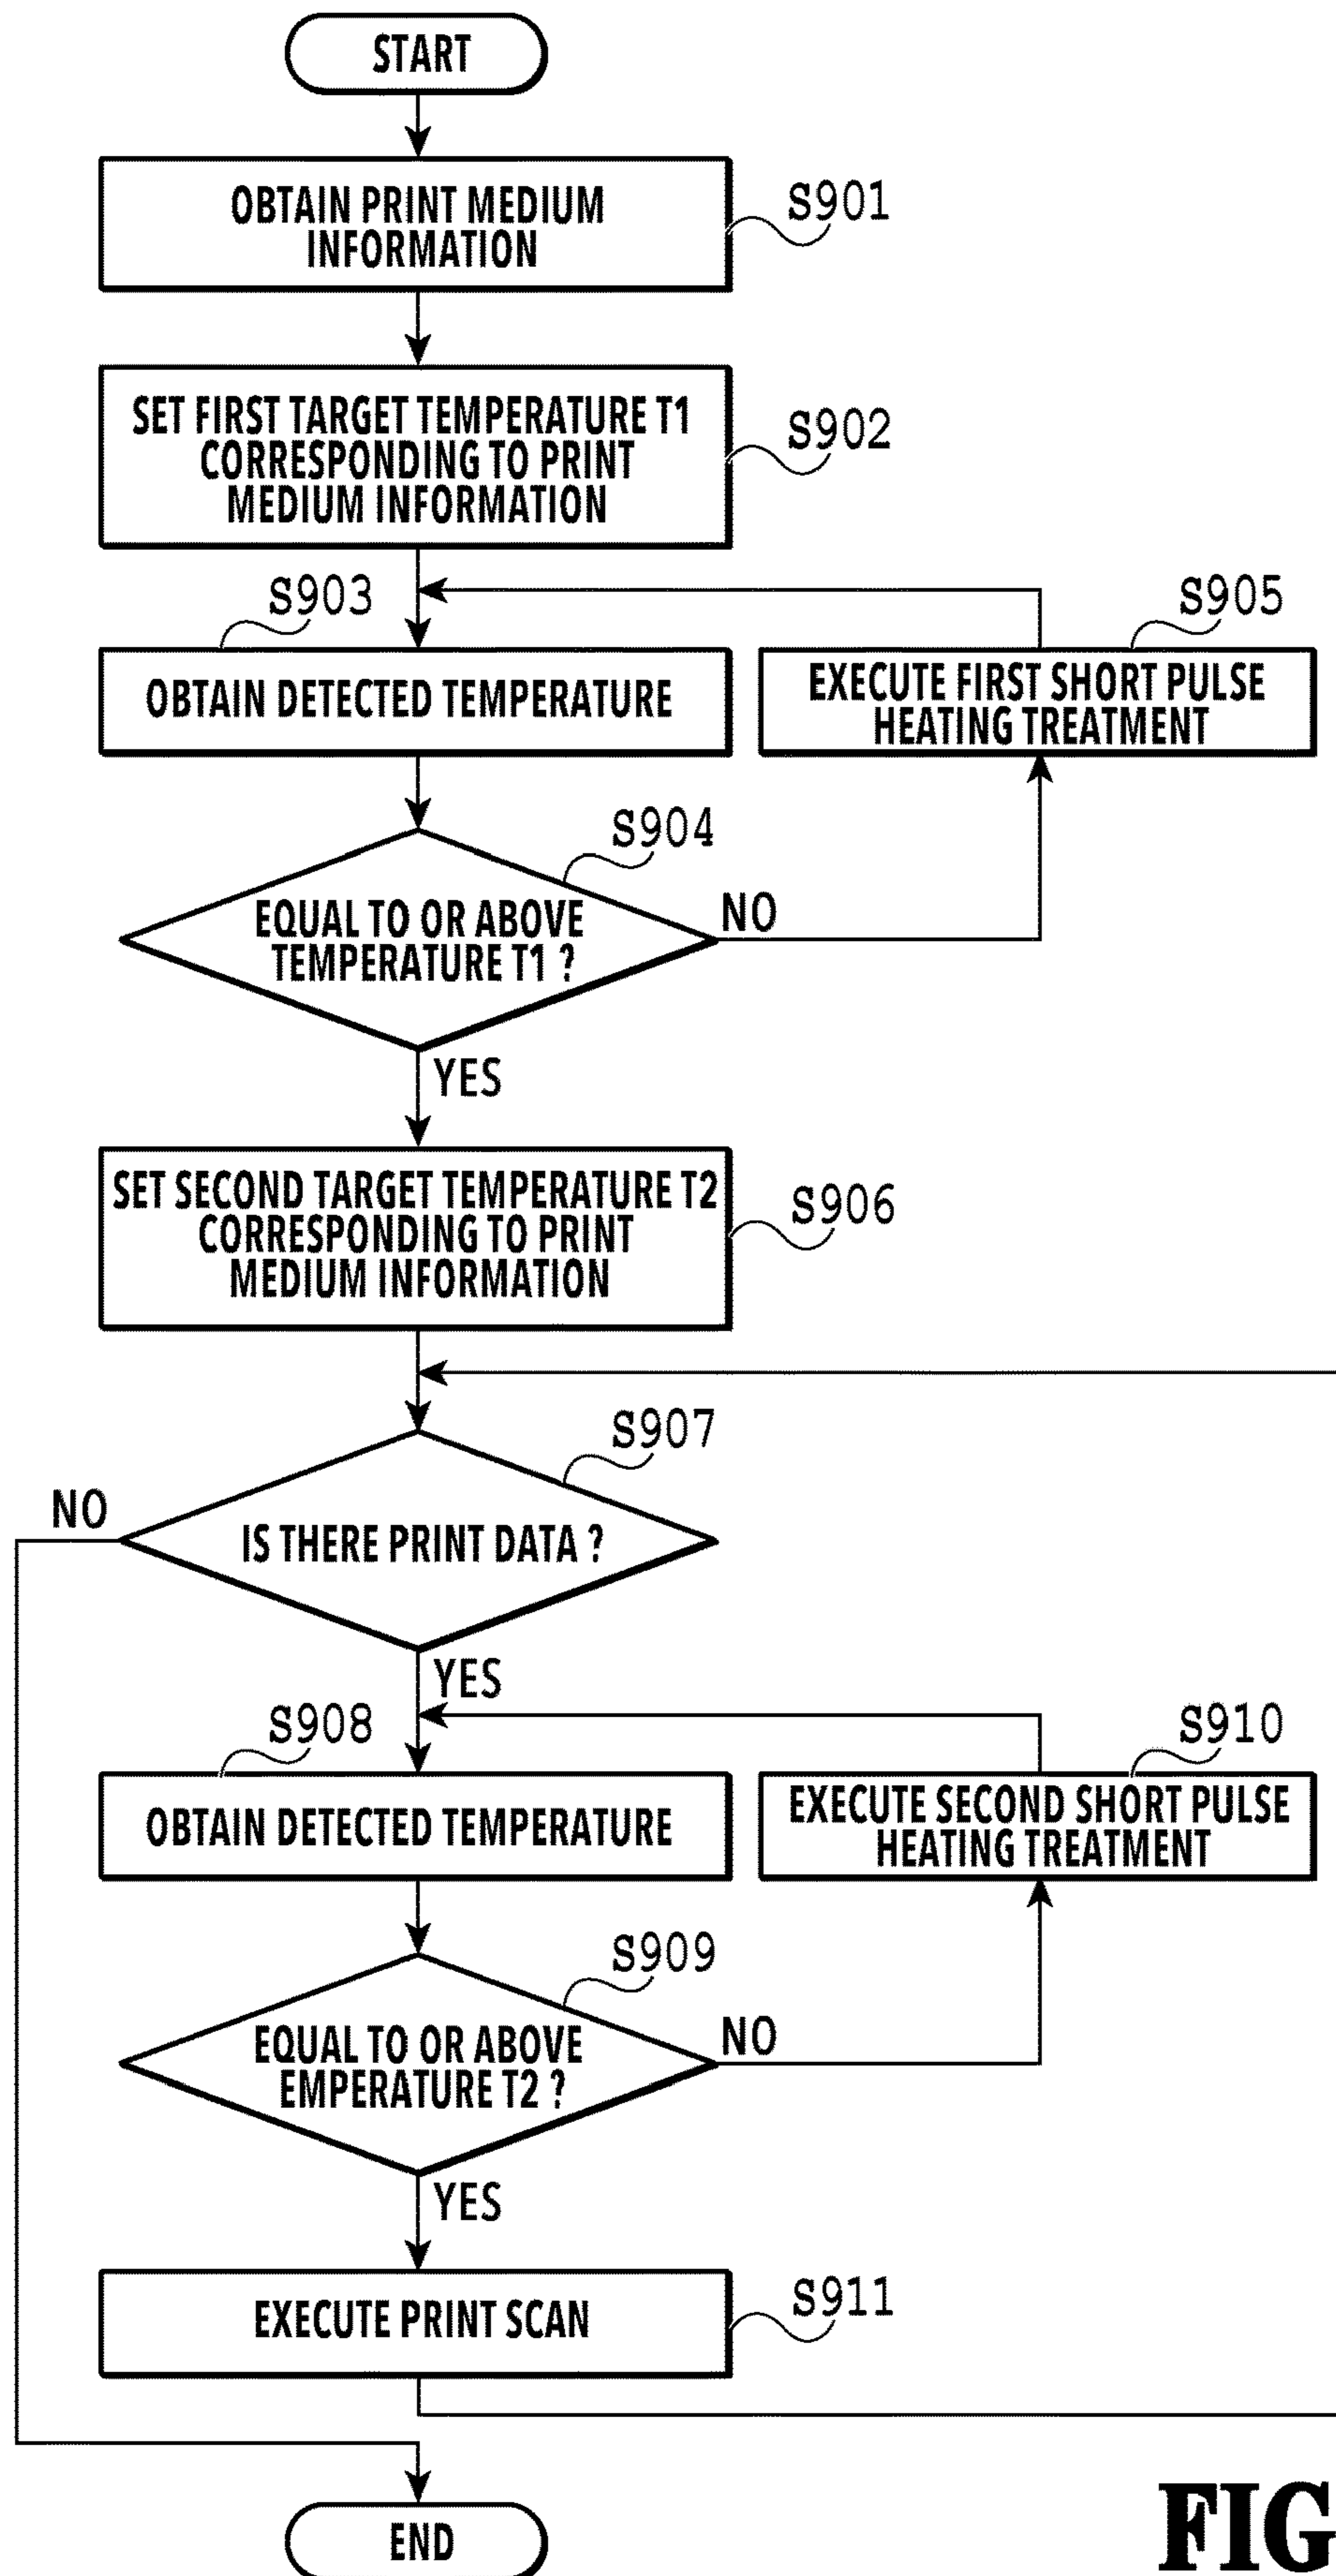 START
OBTAIN PRINT MEDIUM
INFORMATION
S901
SET FIRST TARGET TEMPERATURE T1
CORRESPONDING TO PRINT
MEDIUM INFORMATION
S902
S903
OBTAIN DETECTED TEMPERATURE
S905
EXECUTE FIRST SHORT PULSE
HEATING TREATMENT
S904
EQUAL TO OR ABOVE
TEMPERATURE T1 ?
NO
YES
SET SECOND TARGET TEMPERATURE T2
CORRESPONDING TO PRINT
MEDIUM INFORMATION
S906
S907
NO
IS THERE PRINT DATA ?
YES
S908
OBTAIN DETECTED TEMPERATURE
S910
EXECUTE SECOND SHORT PULSE
HEATING TREATMENT
S909
EQUAL TO OR ABOVE
EMPERATURE T2 ?
NO
YES
EXECUTE PRINT SCAN
S911
END
FIG